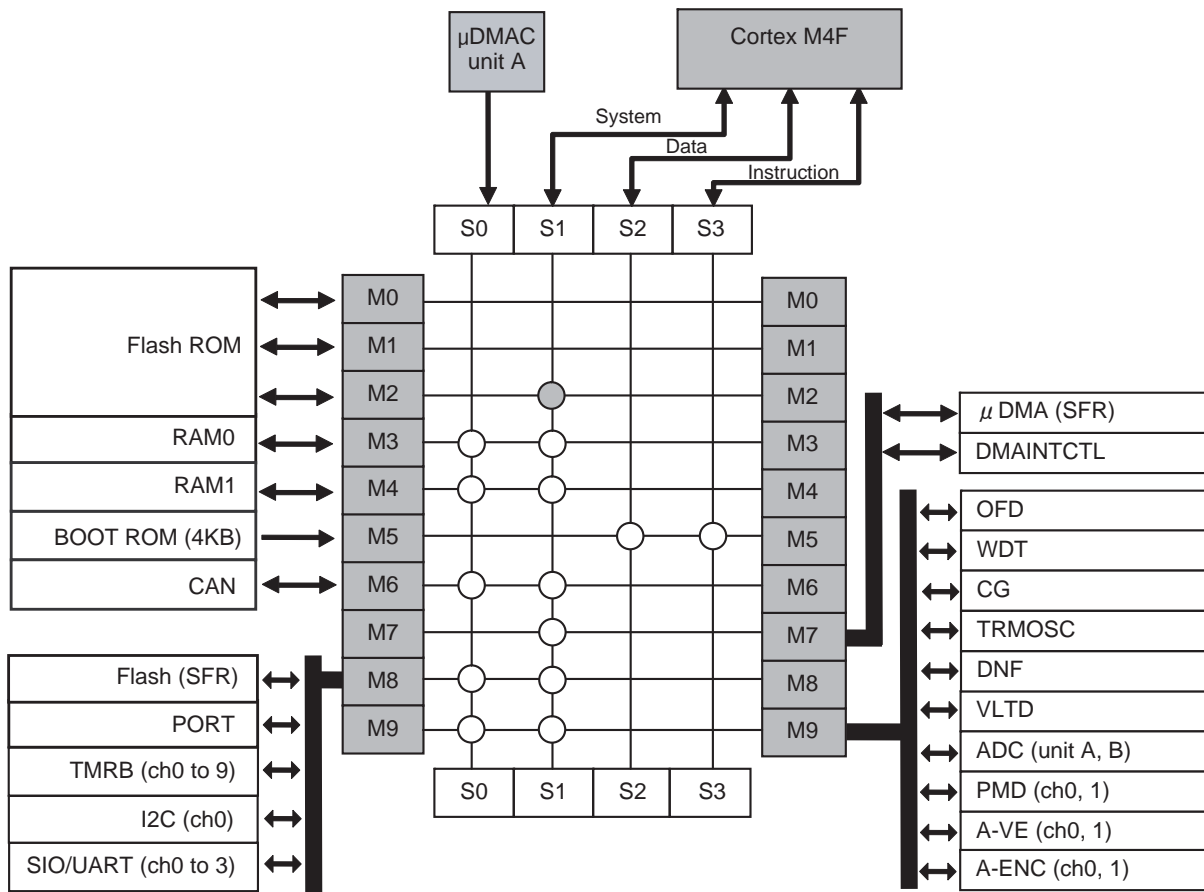 µDMAC
unit A
Cortex M4F
System
Data
Instruction
S0 S1 S2 S3
Flash ROM
RAM0
RAM1
BOOT ROM (4KB)
CAN
M0
M1
M2
M3
M4
M5
M6
M7
M8
M9
Flash (SFR)
PORT
TMRB (ch0 to 9)
I2C (ch0)
SIO/UART (ch0 to 3)
S0 S1 S2 S3
M0
M1
M2
M3
M4
M5
M6
M7
M8
M9
μ DMA (SFR)
DMAINTCTL
OFD
WDT
CG
TRMOSC
DNF
VLTD
ADC (unit A, B)
PMD (ch0, 1)
A-VE (ch0, 1)
A-ENC (ch0, 1)